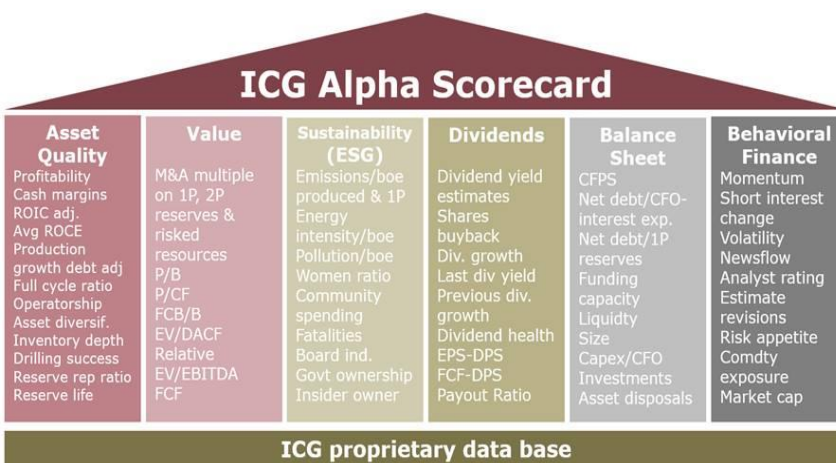 ICG Alpha Scorecard
Asset
Quality
Profitability
Cash margins
ROIC adj.
Avg ROCE
Production
growth debt adj
Full cycle ratio
Operatorship
Asset diversif.
Inventory depth
Drilling success
Reserve rep ratio
Reserve life
Value
M&A multiple
on 1P, 2P
reserves &
risked
resources
P/B
P/CF
FCB/B
EV/DACF
Relative
EV/EBITDA
FCF
Sustainability
(ESG)
Emissions/boe
produced & 1P
Energy
intensity/boe
Pollution/boe
Women ratio
Community
spending
Fatalities
Board ind.
Govt ownership
Insider owner
Dividends
Dividend yield
estimates
Shares
buyback
Div. growth
Last div yield
Previous div.
growth
Dividend health
EPS-DPS
FCF-DPS
Payout Ratio
Balance
Sheet
CFPS
Net debt/CFO-
interest exp.
Net debt/1P
reserves
Funding
capacity
Liquidty
Size
Capex/CFO
Investments
Asset disposals
Behavioral
Finance
Momentum
Short interest
change
Volatility
Newsflow
Analyst rating
Estimate
revisions
Risk appetite
Comdty
exposure
Market cap
ICG proprietary data base